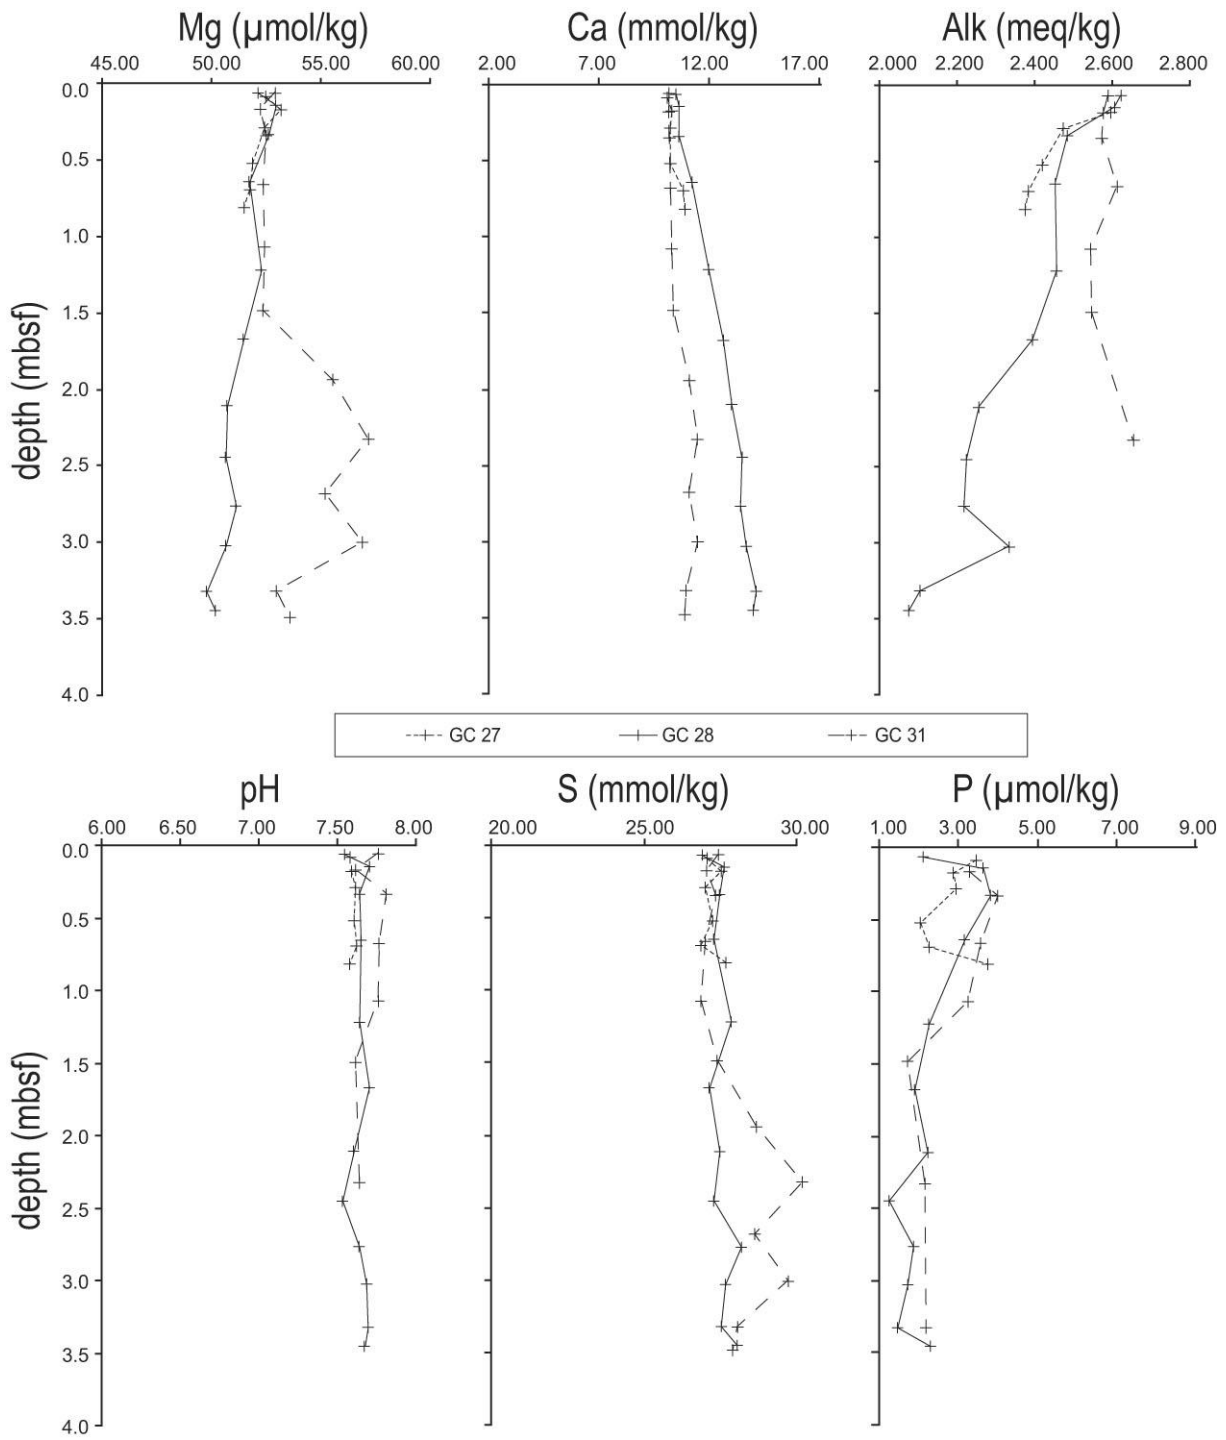 Mg (µmol/kg) Ca (mmol/kg) Alk (meq/kg)
45.00 50.00 55.00 60.00 2.00 7.00 12.00 17.00 2.000 2.200 2.400 2.600 2.800
0.0
0.5
1.0
1.5
2.0
2.5
3.0
3.5
4.0
depth (mbsf)
GC 27 GC 28 GC 31
pH S (mmol/kg) P (µmol/kg)
6.00 6.50 7.00 7.50 8.00 20.00 25.00 30.00 1.00 3.00 5.00 7.00 9.00
0.0
0.5
1.0
1.5
2.0
2.5
3.0
3.5
4.0
depth (mbsf)